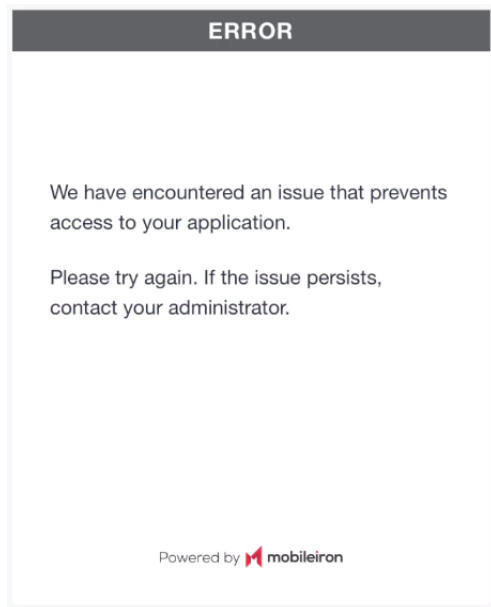 ERROR
We have encountered an issue that prevents
access to your application.
Please try again. If the issue persists,
contact your administrator.
Powered by mobileiron